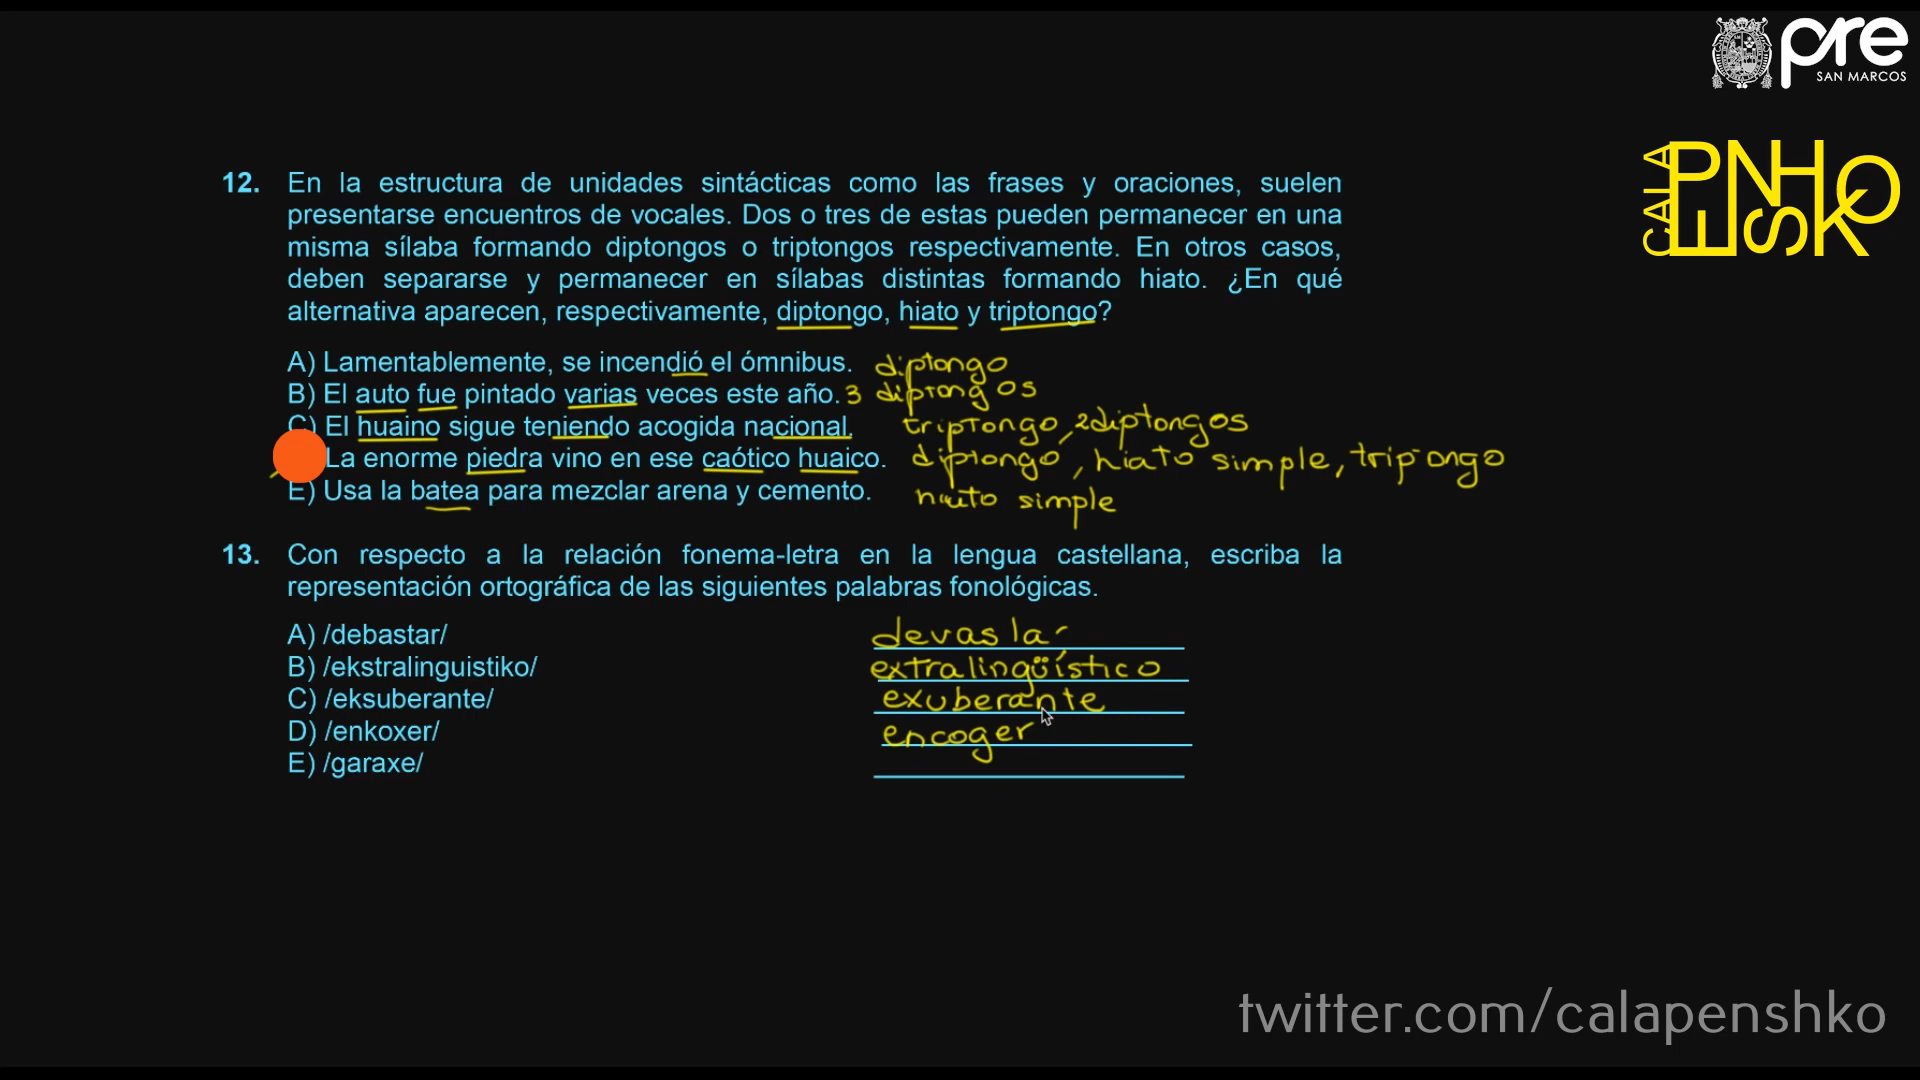 pre
SAN MARCOS
CALA
PENSHKO
12. En la estructura de unidades sintácticas como las frases y oraciones, suelen
presentarse encuentros de vocales. Dos o tres de estas pueden permanecer en una
misma sílaba formando diptongos o triptongos respectivamente. En otros casos,
deben separarse y permanecer en sílabas distintas formando hiato. ¿En qué
alternativa aparecen, respectivamente, diptongo, hiato y triptongo?
A) Lamentablemente, se incendió el ómnibus. diptongo
B) El auto fue pintado varias veces este año. 3 diptongos
C) El huaino sigue teniendo acogida nacional. triptongo, 2 diptongos
La enorme piedra vino en ese caótico huaico. diptongo, hiato simple, triptongo
E) Usa la batea para mezclar arena y cemento. hiato simple
13. Con respecto a la relación fonema-letra en la lengua castellana, escriba la
representación ortográfica de las siguientes palabras fonológicas.
A) /debastar/ devastar
B) /ekstralinguistiko/ extralingüístico
C) /eksuberante/ exuberante
D) /enkoxer/ encoger
E) /garaxe/
twitter.com/calapenshko